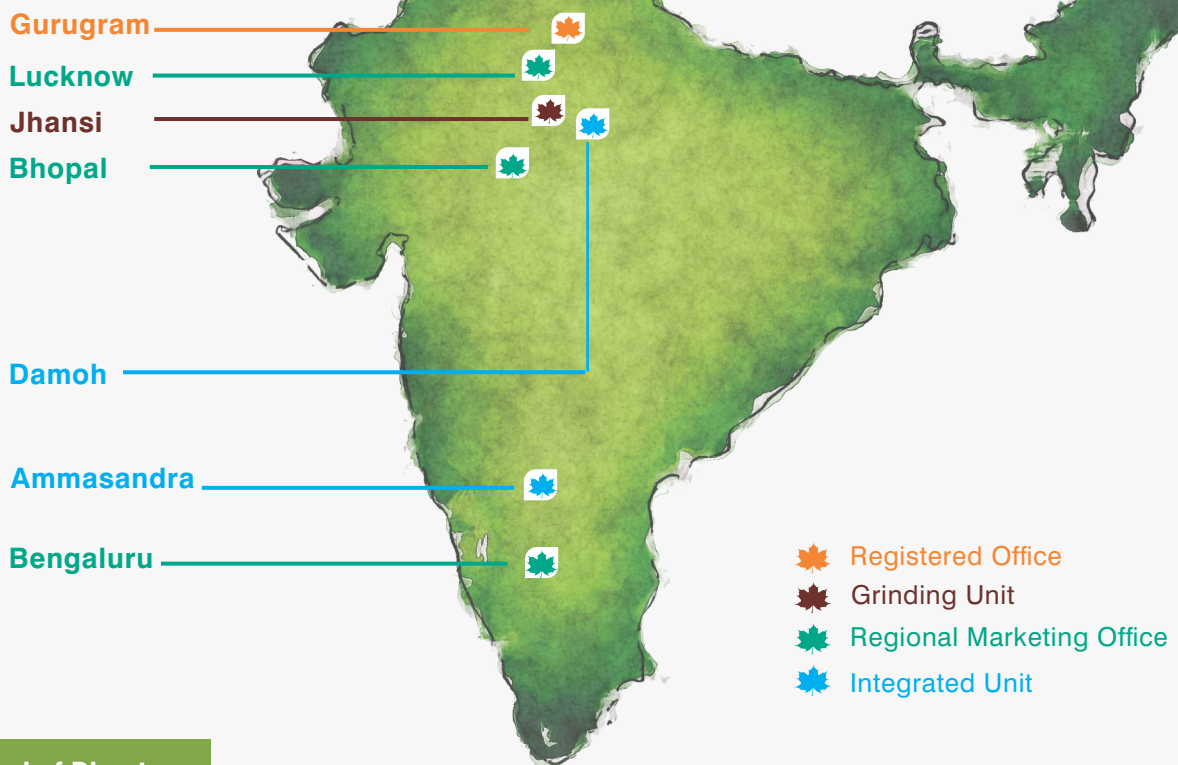 Gurugram
Lucknow
Jhansi
Bhopal
Damoh
Ammasandra
Bengaluru
Registered Office
Grinding Unit
Regional Marketing Office
Integrated Unit